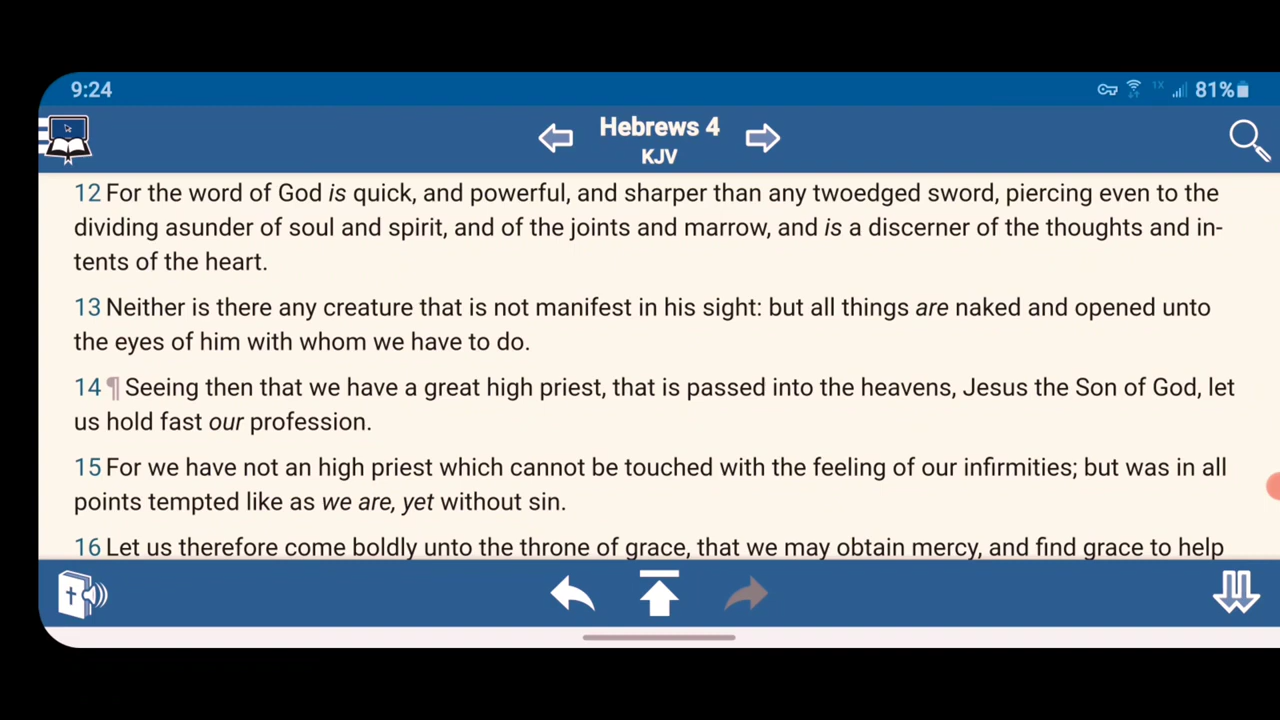 9:24 1X 81%
Hebrews 4
KJV
12 For the word of God is quick, and powerful, and sharper than any twoedged sword, piercing even to the
dividing asunder of soul and spirit, and of the joints and marrow, and is a discerner of the thoughts and in-
tents of the heart.
13 Neither is there any creature that is not manifest in his sight: but all things are naked and opened unto
the eyes of him with whom we have to do.
14 ¶ Seeing then that we have a great high priest, that is passed into the heavens, Jesus the Son of God, let
us hold fast our profession.
15 For we have not an high priest which cannot be touched with the feeling of our infirmities; but was in all
points tempted like as we are, yet without sin.
16 Let us therefore come boldly unto the throne of grace, that we may obtain mercy, and find grace to help